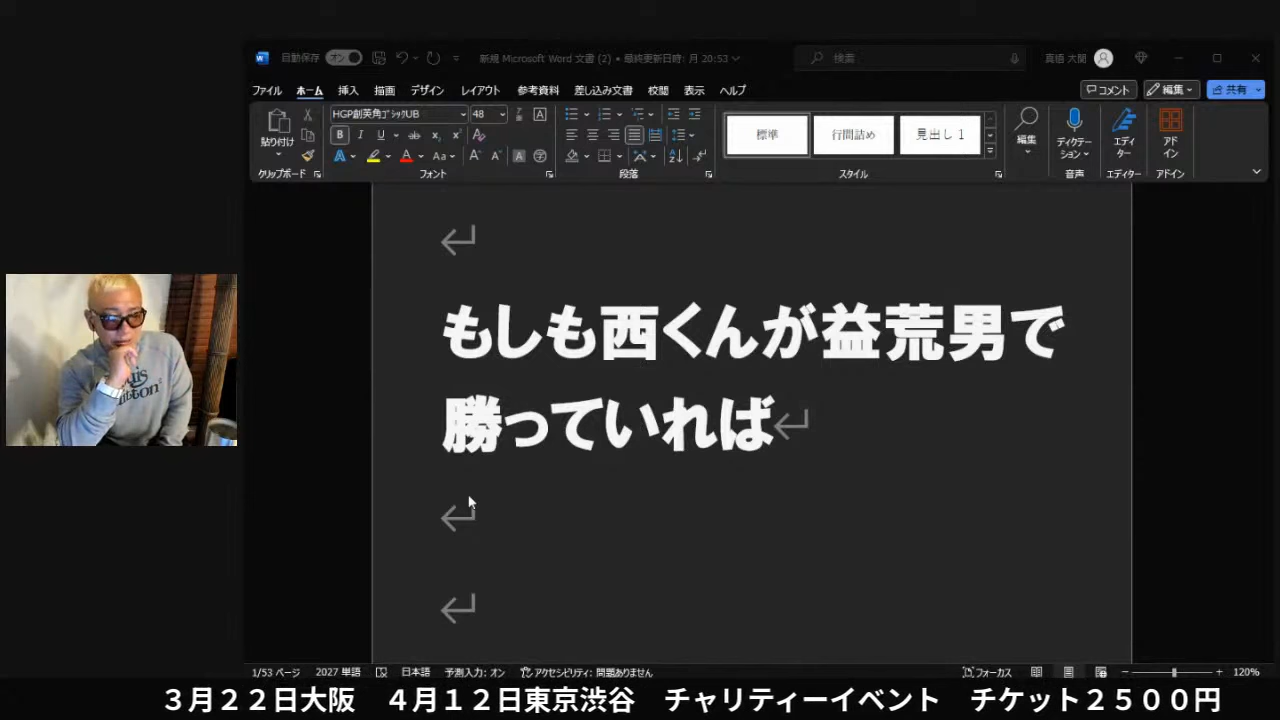 自動保存 オン 新規 Microsoft Word 文書 (2) • 最終更新日時: 月 20:53 検索 真悟 大関
ファイル ホーム 挿入 描画 デザイン レイアウト 参考資料 差し込み文書 校閲 表示 ヘルプ コメント 編集 共有
貼り付け HGP創英角ｺﾞｼｯｸUB 48 標準 行間詰め 見出し 1 編集 ディクテーション エディター アドイン
クリップボード フォント 段落 スタイル 音声 エディター アドイン
もしも西くんが益荒男で
勝っていれば
1/53 ページ 2027 単語 日本語 予測入力: オン アクセシビリティ: 問題ありません フォーカス 120%
３月２２日大阪　４月１２日東京渋谷　チャリティーイベント　チケット２５００円